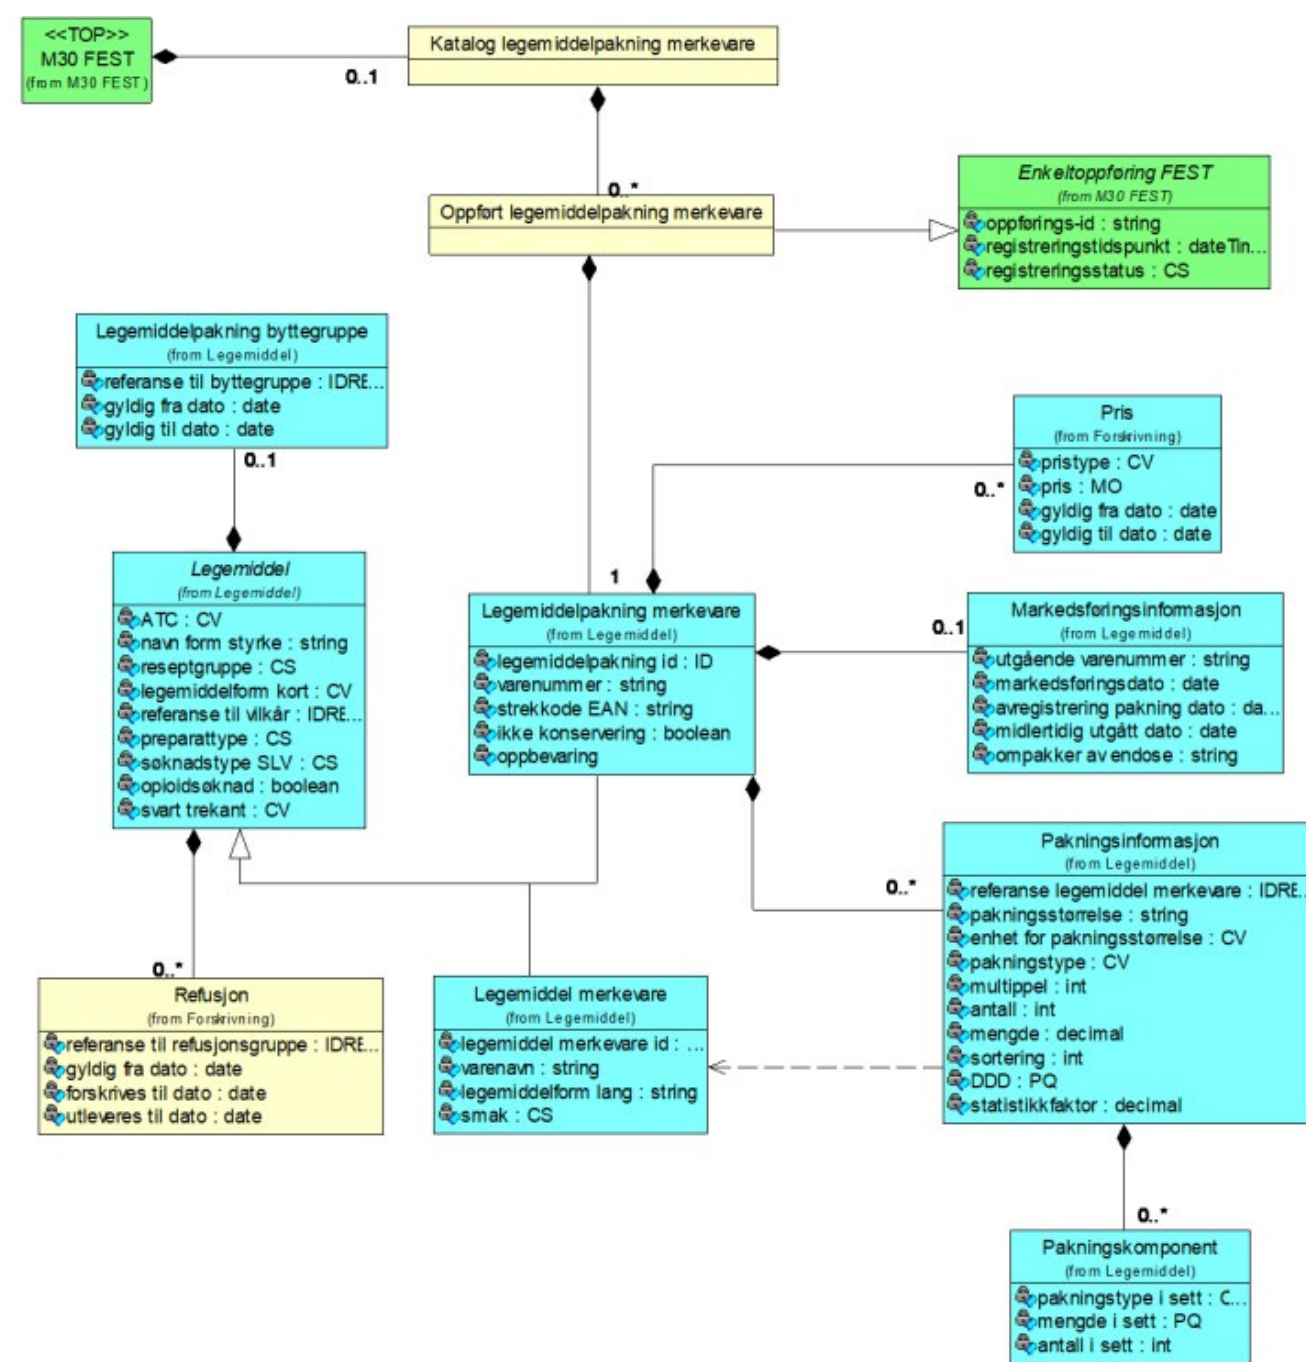 <<TOP>>
M30 FEST
(from M30 FEST)
0..1
Katalog legemiddelpakning merkevare
0..*
Oppført legemiddelpakning merkevare
Enkeltoppføring FEST
(from M30 FEST)
oppførings-id : string
registreringstidspunkt : dateTin...
registreringsstatus : CS
Legemiddelpakning byttegruppe
(from Legemiddel)
referanse til byttegruppe : IDRE...
gyldig fra dato : date
gyldig til dato : date
0..1
Pris
(from Forskrivning)
pristype : CV
pris : MO
gyldig fra dato : date
gyldig til dato : date
0..*
Legemiddel
(from Legemiddel)
ATC : CV
navn form styrke : string
reseptgruppe : CS
legemiddelform kort : CV
referanse til vilkår : IDRE...
preparattype : CS
søknadstype SLV : CS
opioidsøknad : boolean
svart trekant : CV
1
Legemiddelpakning merkevare
(from Legemiddel)
legemiddelpakning id : ID
varenummer : string
strekkode EAN : string
ikke konservering : boolean
oppbevaring
0..1
Markedsføringsinformasjon
(from Legemiddel)
utgående varenummer : string
markedsføringsdato : date
avregistrering pakning dato : da...
midlertidig utgått dato : date
ompakker av endose : string
0..*
Pakningsinformasjon
(from Legemiddel)
referanse legemiddel merkevare : IDRE...
pakningsstørrelse : string
enhet for pakningsstørrelse : CV
pakningstype : CV
multippel : int
antall : int
mengde : decimal
sortering : int
DDD : PQ
statistikkfaktor : decimal
0..*
Refusjon
(from Forskrivning)
referanse til refusjonsgruppe : IDRE...
gyldig fra dato : date
forskrives til dato : date
utleveres til dato : date
Legemiddel merkevare
(from Legemiddel)
legemiddel merkevare id : ...
varenavn : string
legemiddelform lang : string
smak : CS
0..*
Pakningskomponent
(from Legemiddel)
pakningstype i sett : C...
mengde i sett : PQ
antall i sett : int